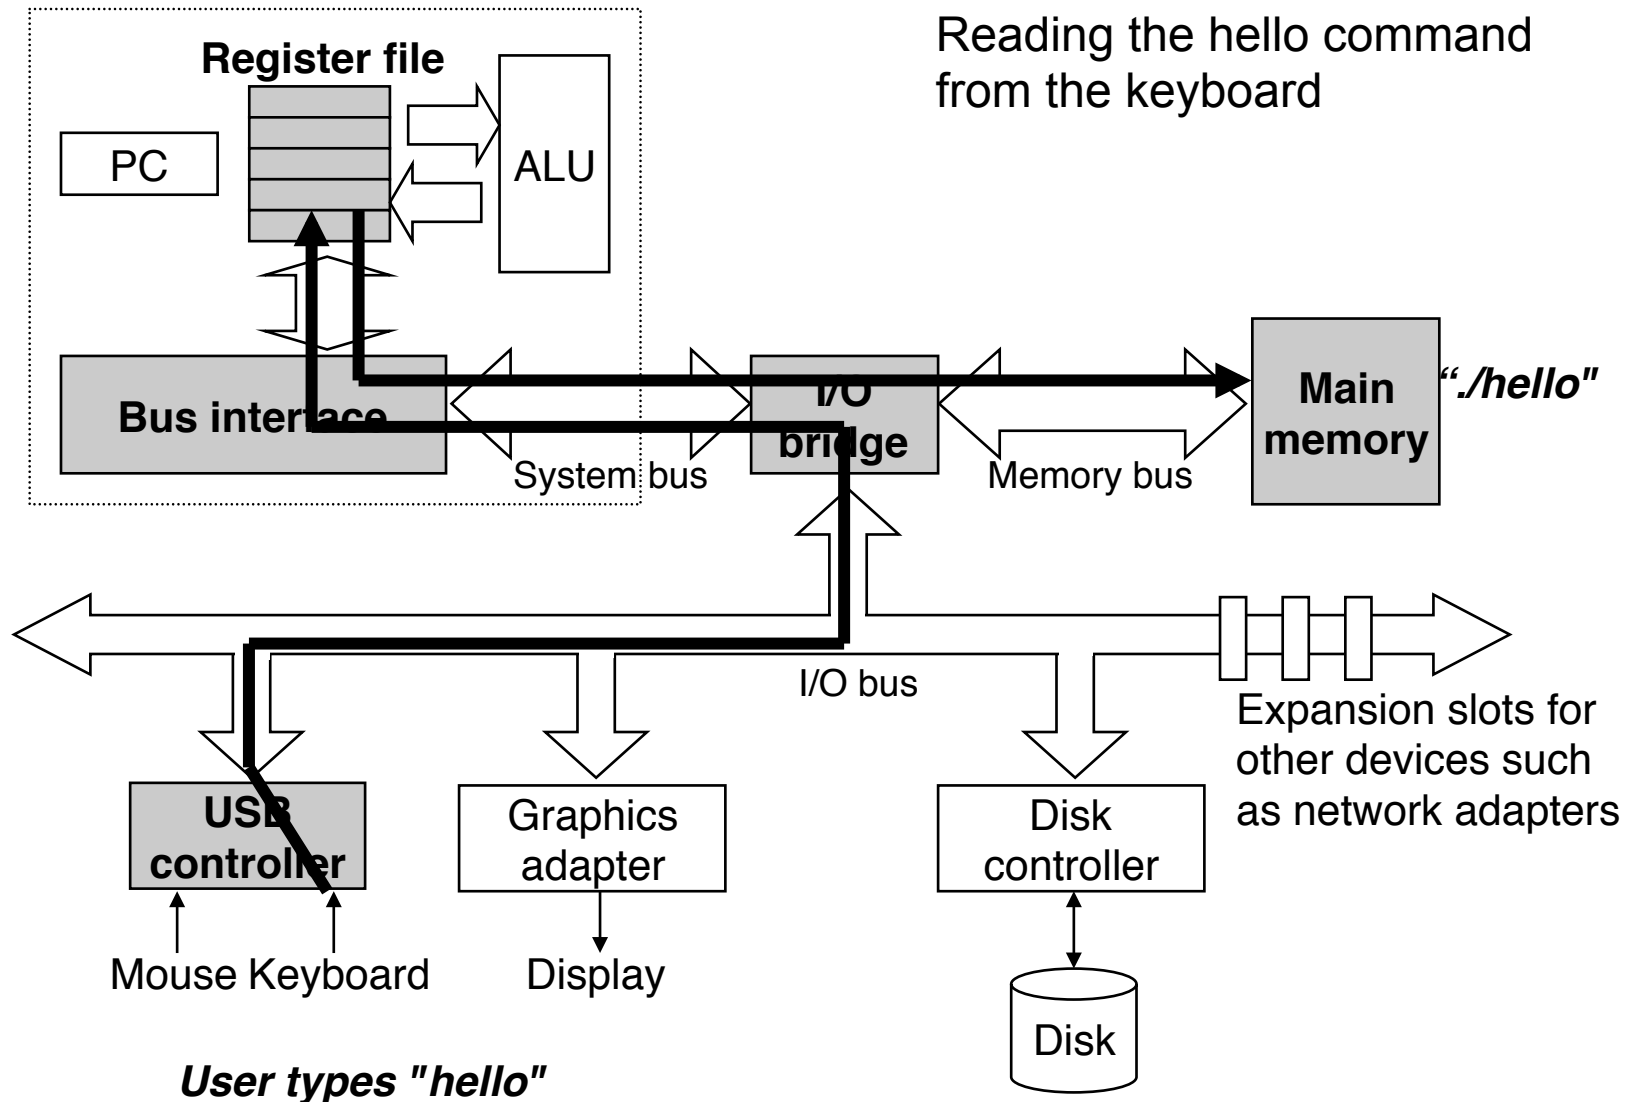 Reading the hello command
from the keyboard
Register file
PC
ALU
Bus interface
System bus
I/O
bridge
Memory bus
Main
memory
“./hello"
I/O bus
Expansion slots for
other devices such
as network adapters
USB
controller
Graphics
adapter
Disk
controller
Mouse Keyboard
Display
Disk
User types "hello"